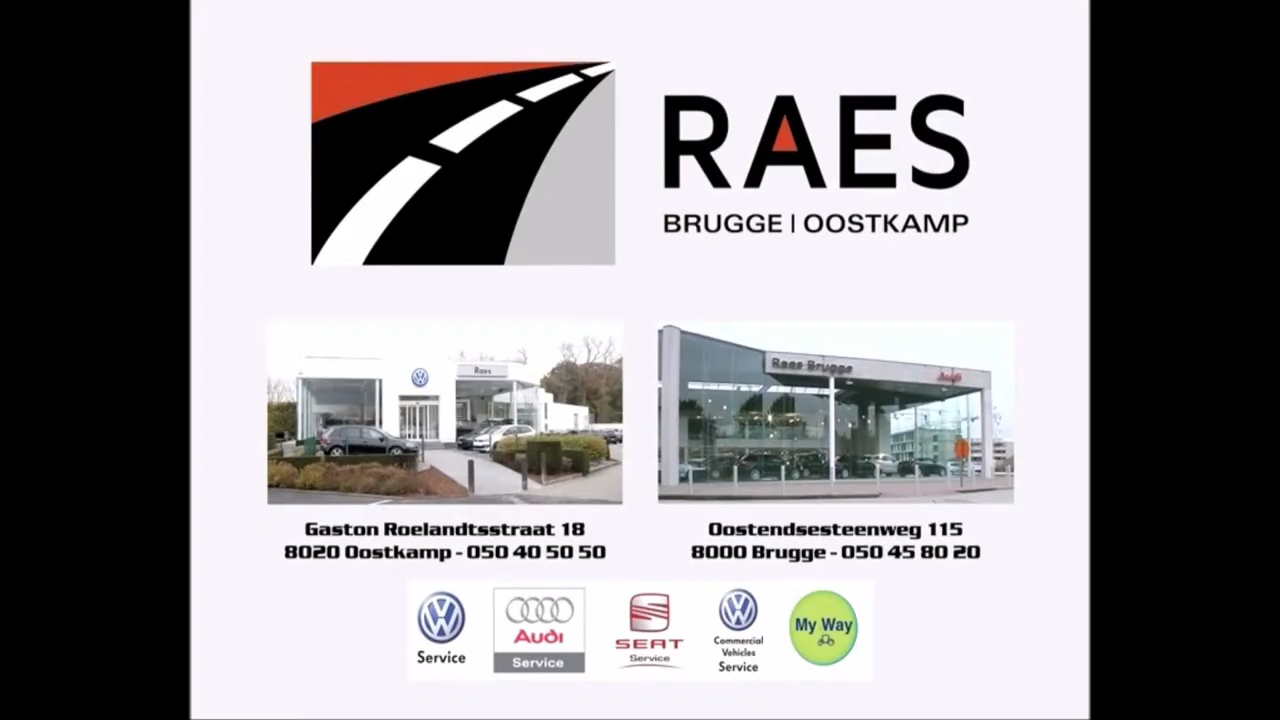 RAES
BRUGGE | OOSTKAMP
Raes
Raes Brugge
Audi
Gaston Roelandtsstraat 18
8020 Oostkamp - 050 40 50 50
Oostendsesteenweg 115
8000 Brugge - 050 45 80 20
Service
Audi
Service
SEAT
Service
Commercial
Vehicles
Service
My Way